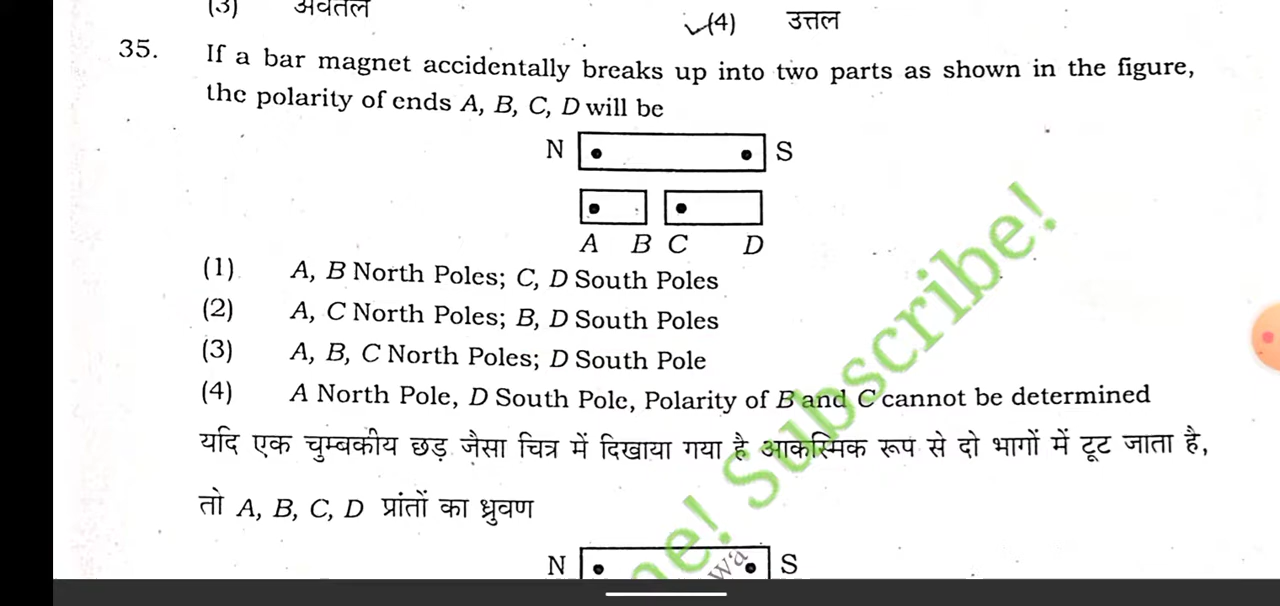 (3) अवतल
(4) उत्तल
35. If a bar magnet accidentally breaks up into two parts as shown in the figure,
the polarity of ends A, B, C, D will be
N S
A B C D
(1) A, B North Poles; C, D South Poles
(2) A, C North Poles; B, D South Poles
(3) A, B, C North Poles; D South Pole
(4) A North Pole, D South Pole, Polarity of B and C cannot be determined
यदि एक चुम्बकीय छड़ जैसा चित्र में दिखाया गया है आकस्मिक रूप से दो भागों में टूट जाता है,
तो A, B, C, D प्रांतों का ध्रुवण
N S
me! Subscribe!